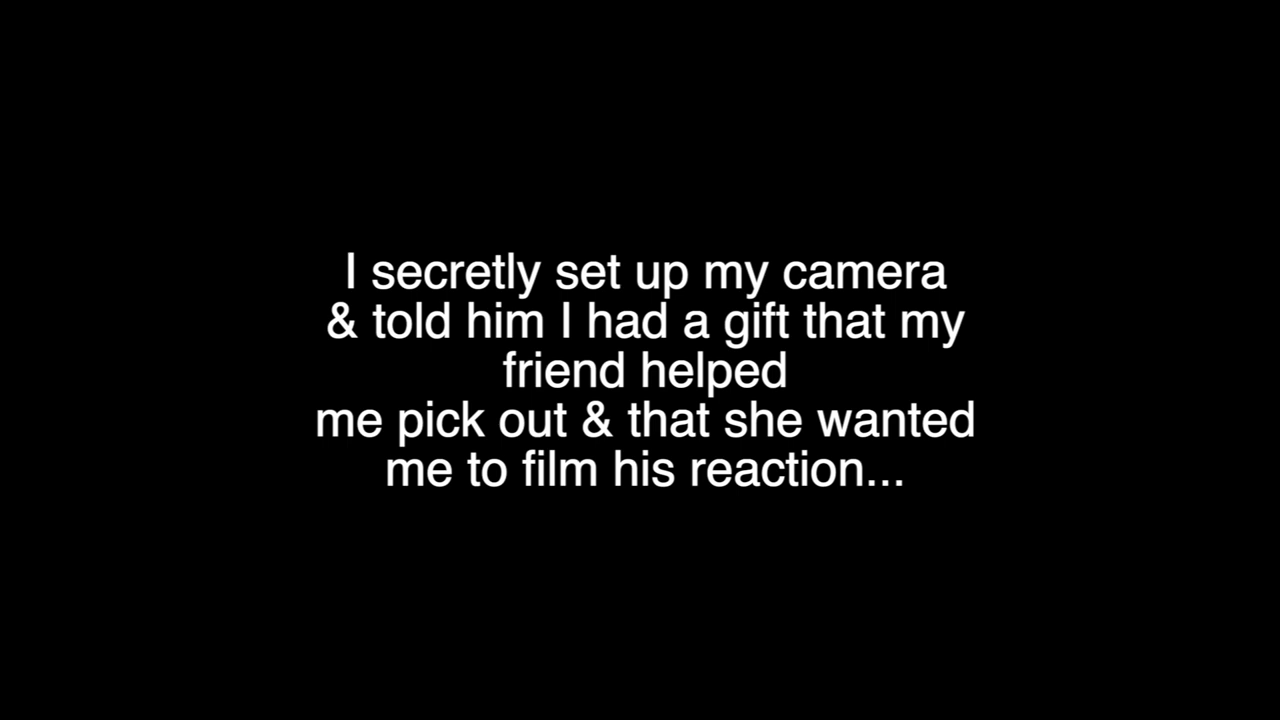 I secretly set up my camera
& told him I had a gift that my
friend helped
me pick out & that she wanted
me to film his reaction...